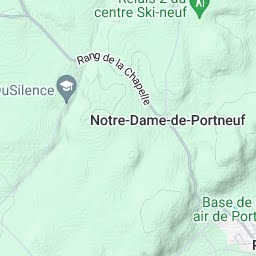 Relais 2 du
centre Ski-neuf
Rang de la Chapelle
DuSilence
Notre-Dame-de-Portneuf
Base de
air de Port